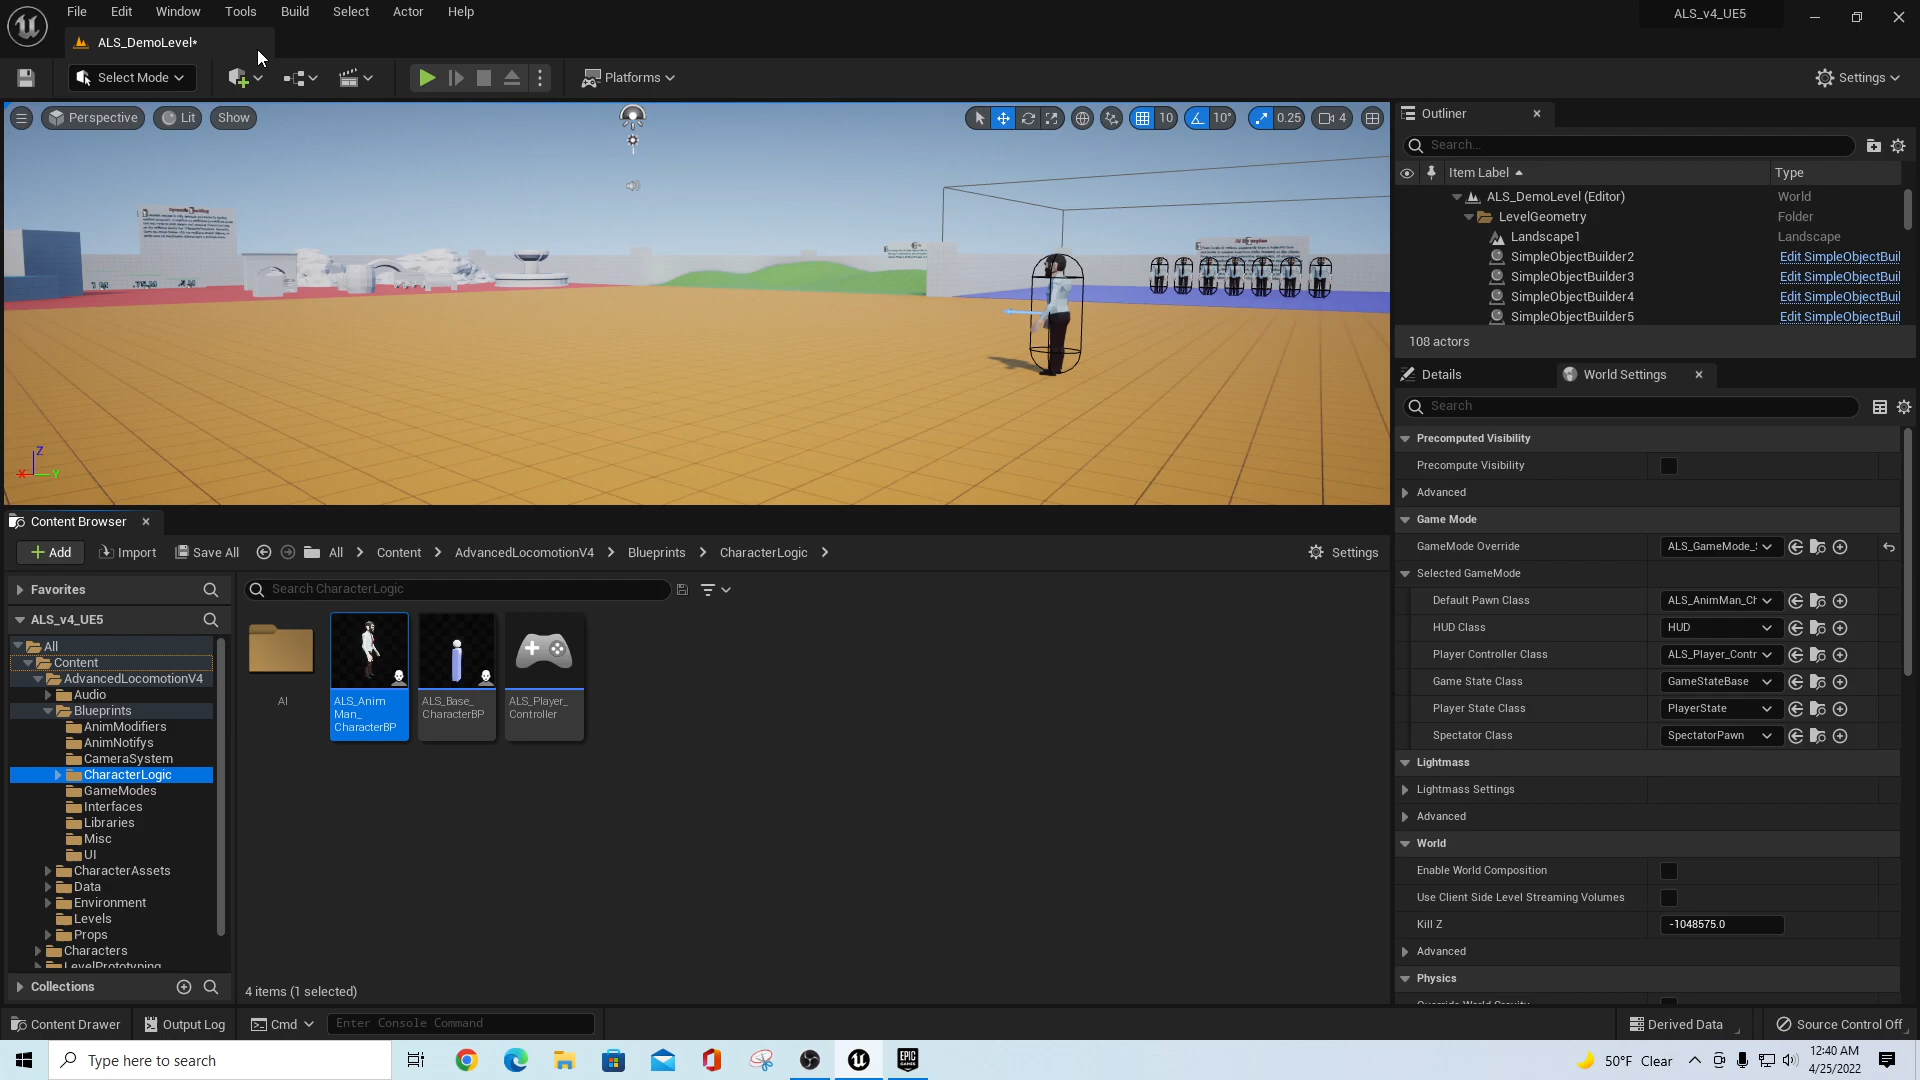 File Edit Window Tools Build Select Actor Help
ALS_v4_UE5
ALS_DemoLevel*
Select Mode
Platforms
Settings
Perspective Lit Show
10 10° 0.25 4
Outliner
Search...
Item Label Type
ALS_DemoLevel (Editor) World
LevelGeometry Folder
Landscape1 Landscape
SimpleObjectBuilder2 Edit SimpleObjectBuil
SimpleObjectBuilder3 Edit SimpleObjectBuil
SimpleObjectBuilder4 Edit SimpleObjectBuil
SimpleObjectBuilder5 Edit SimpleObjectBuil
108 actors
Details World Settings
Search
Precomputed Visibility
Precompute Visibility
Advanced
Game Mode
GameMode Override ALS_GameMode_
Selected GameMode
Default Pawn Class ALS_AnimMan_Ch
HUD Class HUD
Player Controller Class ALS_Player_Contr
Game State Class GameStateBase
Player State Class PlayerState
Spectator Class SpectatorPawn
Lightmass
Lightmass Settings
Advanced
World
Enable World Composition
Use Client Side Level Streaming Volumes
Kill Z -1048575.0
Advanced
Physics
Z
X Y
Content Browser
Add Import Save All All Content AdvancedLocomotionV4 Blueprints CharacterLogic Settings
Favorites
Search CharacterLogic
ALS_v4_UE5
All
Content
AdvancedLocomotionV4
Audio
Blueprints
AnimModifiers
AnimNotifys
CameraSystem
CharacterLogic
GameModes
Interfaces
Libraries
Misc
UI
CharacterAssets
Data
Environment
Levels
Props
Characters
LevelPrototyping
Collections
AI
ALS_Anim
Man_
CharacterBP
ALS_Base_
CharacterBP
ALS_Player_
Controller
4 items (1 selected)
Content Drawer Output Log Cmd Enter Console Command
Derived Data Source Control Off
Type here to search
EPIC
GAMES
50°F Clear
12:40 AM
4/25/2022